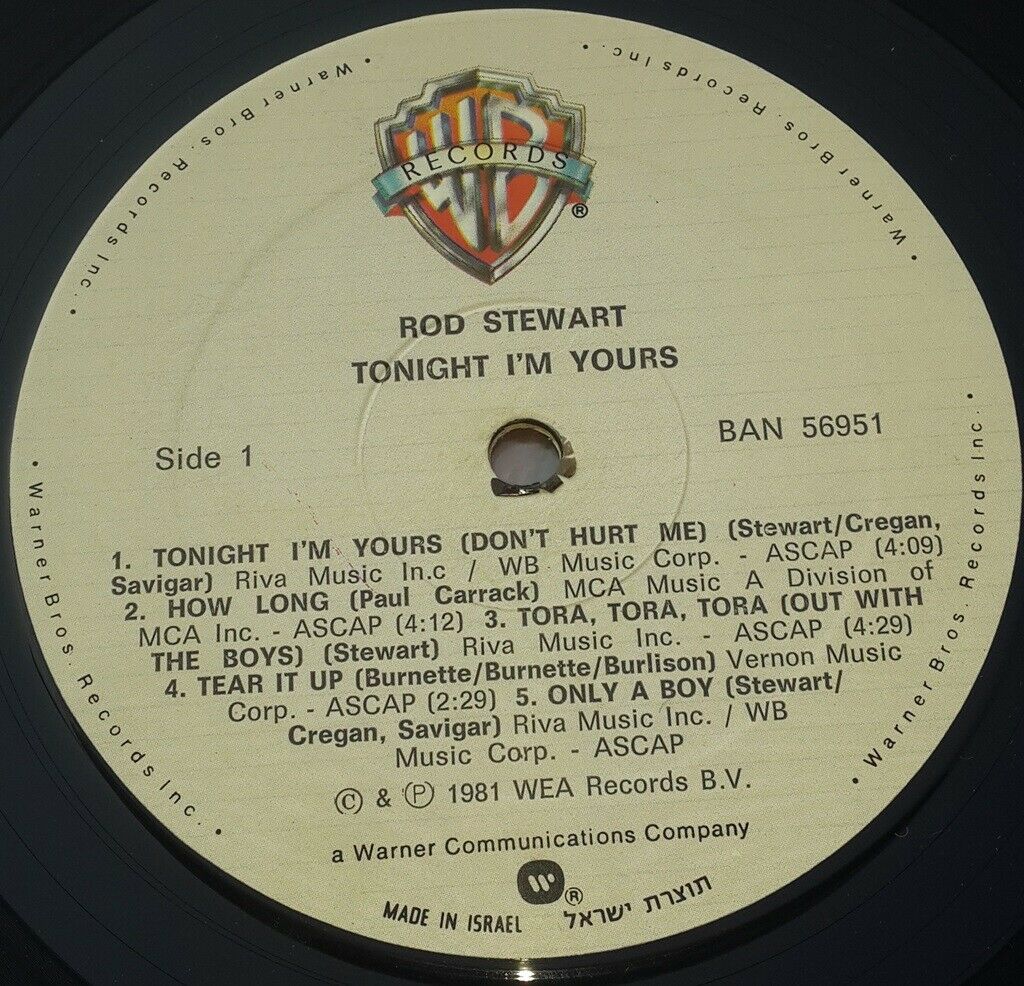 WB
RECORDS
®
ROD STEWART
TONIGHT I'M YOURS
Side 1
BAN 56951
1. TONIGHT I'M YOURS (DON'T HURT ME) (Stewart/Cregan,
Savigar) Riva Music In.c / WB Music Corp. - ASCAP (4:09)
2. HOW LONG (Paul Carrack) MCA Music A Division of
MCA Inc. - ASCAP (4:12) 3. TORA, TORA, TORA (OUT WITH
THE BOYS) (Stewart) Riva Music Inc. - ASCAP (4:29)
4. TEAR IT UP (Burnette/Burnette/Burlison) Vernon Music
Corp. - ASCAP (2:29) 5. ONLY A BOY (Stewart/
Cregan, Savigar) Riva Music Inc. / WB
Music Corp. - ASCAP
© & ℗ 1981 WEA Records B.V.
a Warner Communications Company
®
MADE IN ISRAEL תוצרת ישראל
• Warner Bros. Records Inc. •
• Warner Bros. Records Inc. •
• Warner Bros. Records Inc. •
• Warner Bros. Records Inc. •